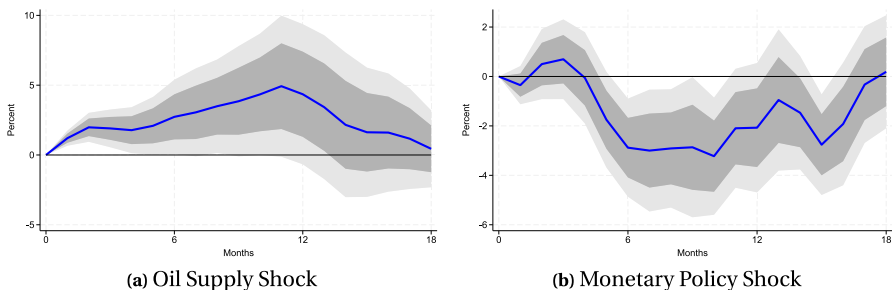 10
5
0
-5
Percent
0 6 12 18
Months
(a) Oil Supply Shock
2
0
-2
-4
-6
Percent
0 6 12 18
Months
(b) Monetary Policy Shock